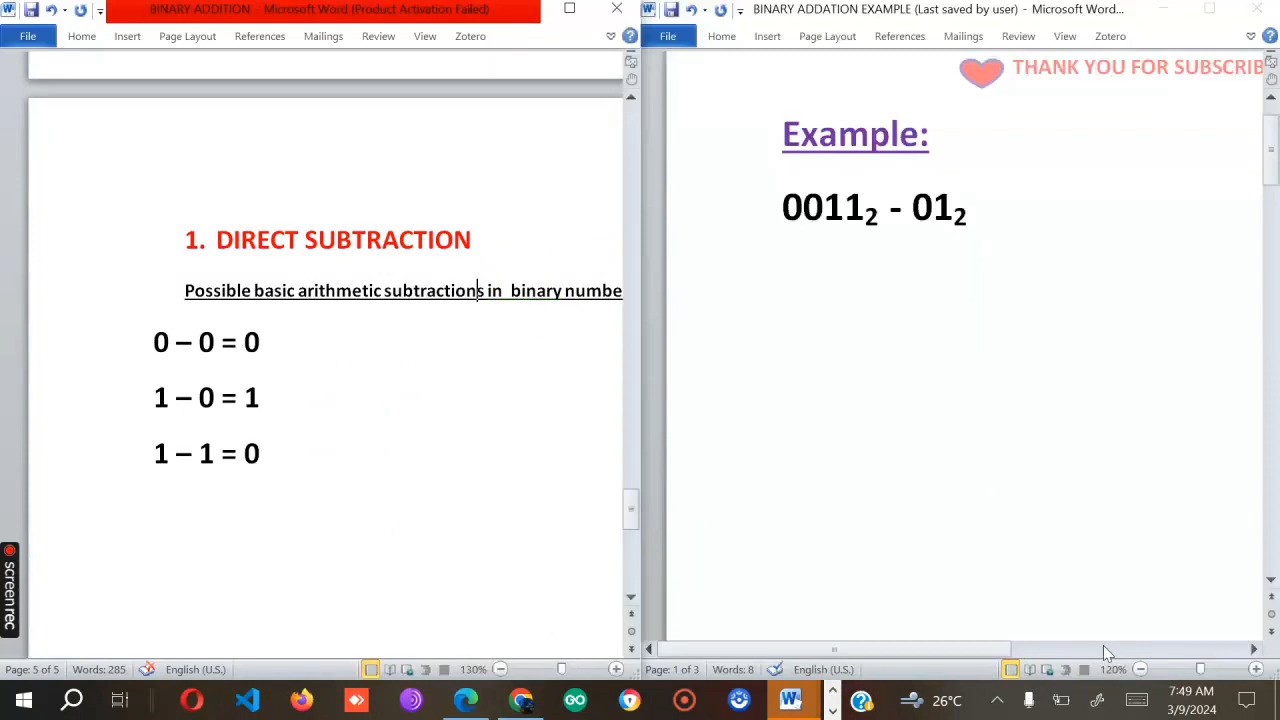 BINARY ADDITION - Microsoft Word (Product Activation Failed)
File Home Insert Page Layout References Mailings Review View Zotero
1. DIRECT SUBTRACTION
Possible basic arithmetic subtractions in binary numbe
0 – 0 = 0
1 – 0 = 1
1 – 1 = 0
screen rec
Page: 5 of 5 Words: 285 English (U.S.) 130%
BINARY ADDATION EXAMPLE (Last saved by user) - Microsoft Word...
File Home Insert Page Layout References Mailings Review View Zotero
THANK YOU FOR SUBSCRIB
Example:
0011₂ - 01₂
Page: 1 of 3 Words: 8 English (U.S.) 120%
GO
26°C
7:49 AM
3/9/2024